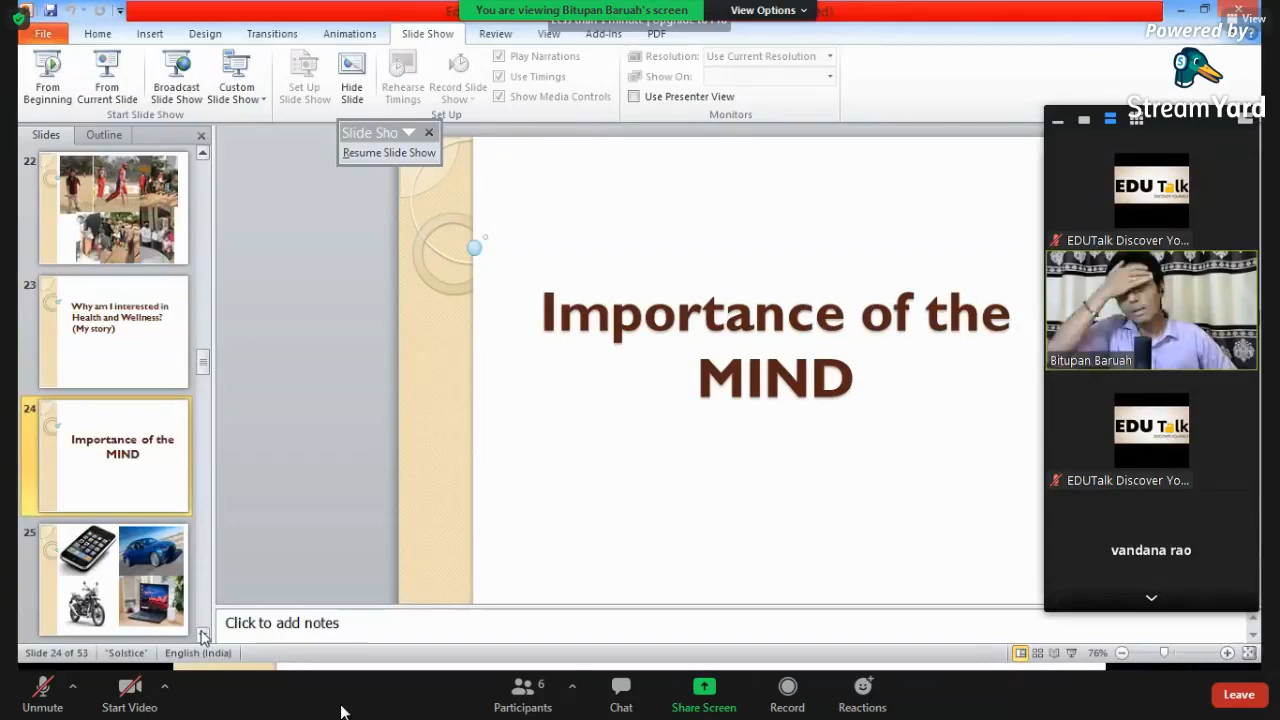 You are viewing Bitupan Baruah's screen
View Options
View
Powered by
StreamYard
File
Home
Insert
Design
Transitions
Animations
Slide Show
Review
View
Add-Ins
PDF
From Beginning
From Current Slide
Broadcast Slide Show
Custom Slide Show
Set Up Slide Show
Hide Slide
Rehearse Timings
Record Slide Show
Play Narrations
Use Timings
Show Media Controls
Resolution:
Use Current Resolution
Show On:
Use Presenter View
Start Slide Show
Set Up
Monitors
Slides
Outline
Slide Sho
Resume Slide Show
22
23
Why am I interested in
Health and Wellness?
(My story)
24
Importance of the
MIND
25
Importance of the
MIND
EDU Talk
EDUTalk Discover Yo...
Bitupan Baruah
EDU Talk
DISCOVER YOURSELF
EDUTalk Discover Yo...
vandana rao
Click to add notes
Slide 24 of 53
"Solstice"
English (India)
76%
Unmute
Start Video
Participants
6
Chat
Share Screen
Record
Reactions
Leave